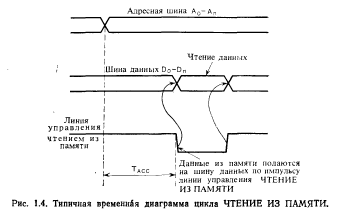 Адресная шина A₀–Aₙ
Шина данных D₀–Dₙ
Чтение данных
Линия
управления
чтением из
памяти
Данные из памяти подаются
на шину данных по импульсу
линии управления ЧТЕНИЕ
ИЗ ПАМЯТИ
TACC
Рис. 1.4. Типичная временна́я диаграмма цикла ЧТЕНИЕ ИЗ ПАМЯТИ.